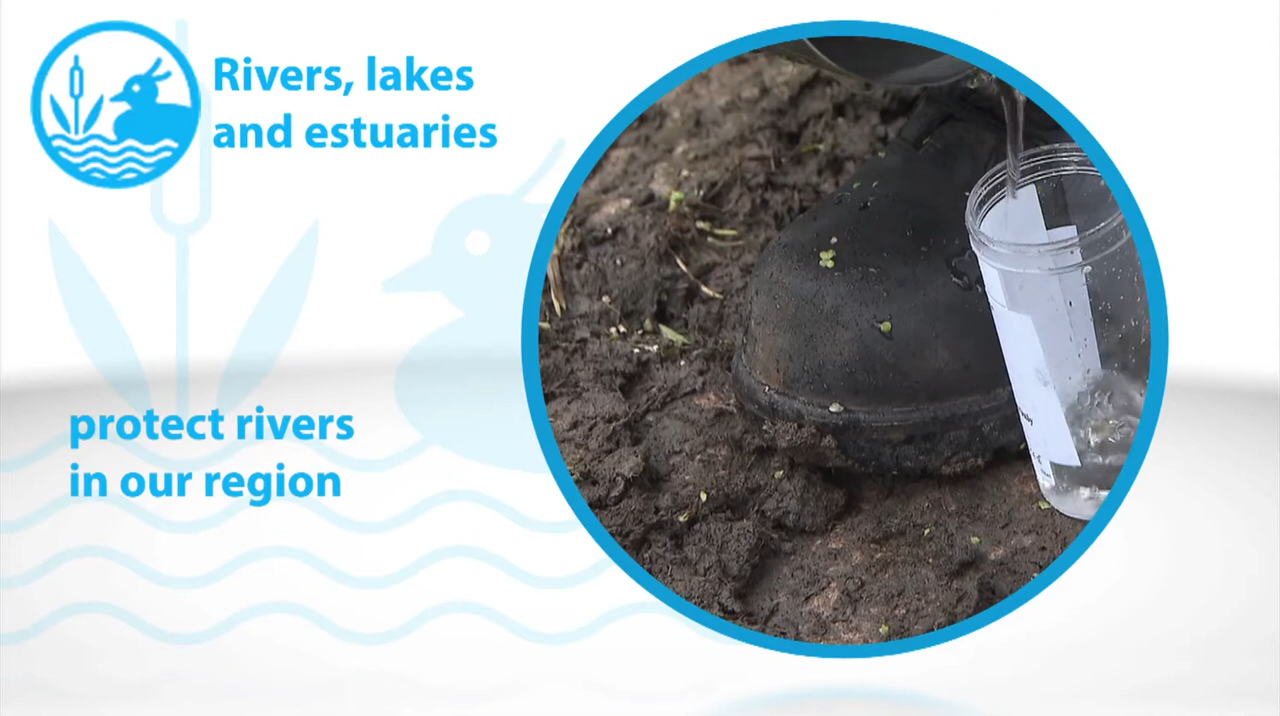 Rivers, lakes
and estuaries
protect rivers
in our region